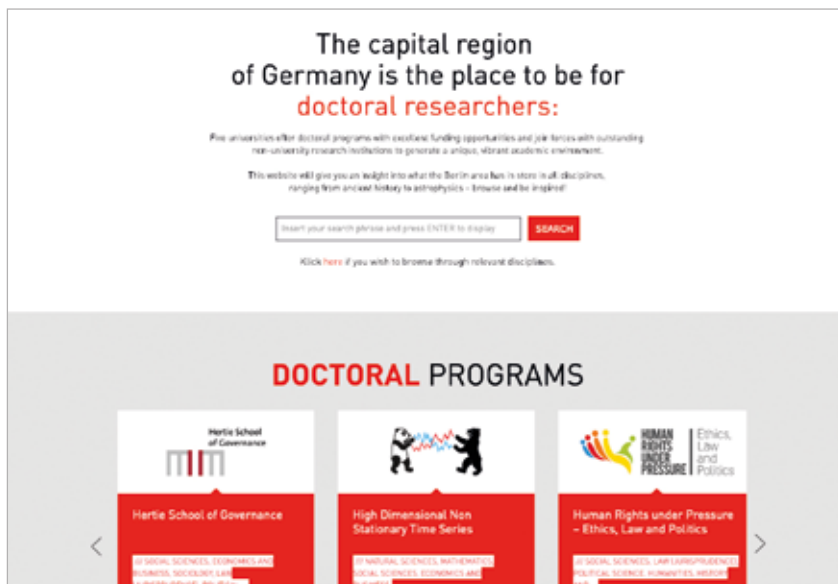 The capital region
of Germany is the place to be for
doctoral researchers:
Five universities offer doctoral programs with excellent funding opportunities and join forces with outstanding
non-university research institutions to generate a unique, vibrant academic environment.
This website will give you an insight into what the Berlin area has in store in all disciplines,
ranging from ancient history to astrophysics – browse and be inspired!
Insert your search phrase and press ENTER to display
SEARCH
Klick here if you wish to browse through relevant disciplines.
DOCTORAL PROGRAMS
Hertie School
of Governance
Hertie School of Governance
SOCIAL SCIENCES, ECONOMICS AND
BUSINESS, SOCIOLOGY, LAW
High Dimensional Non
Stationary Time Series
NATURAL SCIENCES, MATHEMATICS,
SOCIAL SCIENCES, ECONOMICS AND
HUMAN
RIGHTS
UNDER
PRESSURE
Ethics,
Law
and
Politics
Human Rights under Pressure
– Ethics, Law and Politics
SOCIAL SCIENCES, LAW (JURISPRUDENCE),
POLITICAL SCIENCE, HUMANITIES, HISTORY